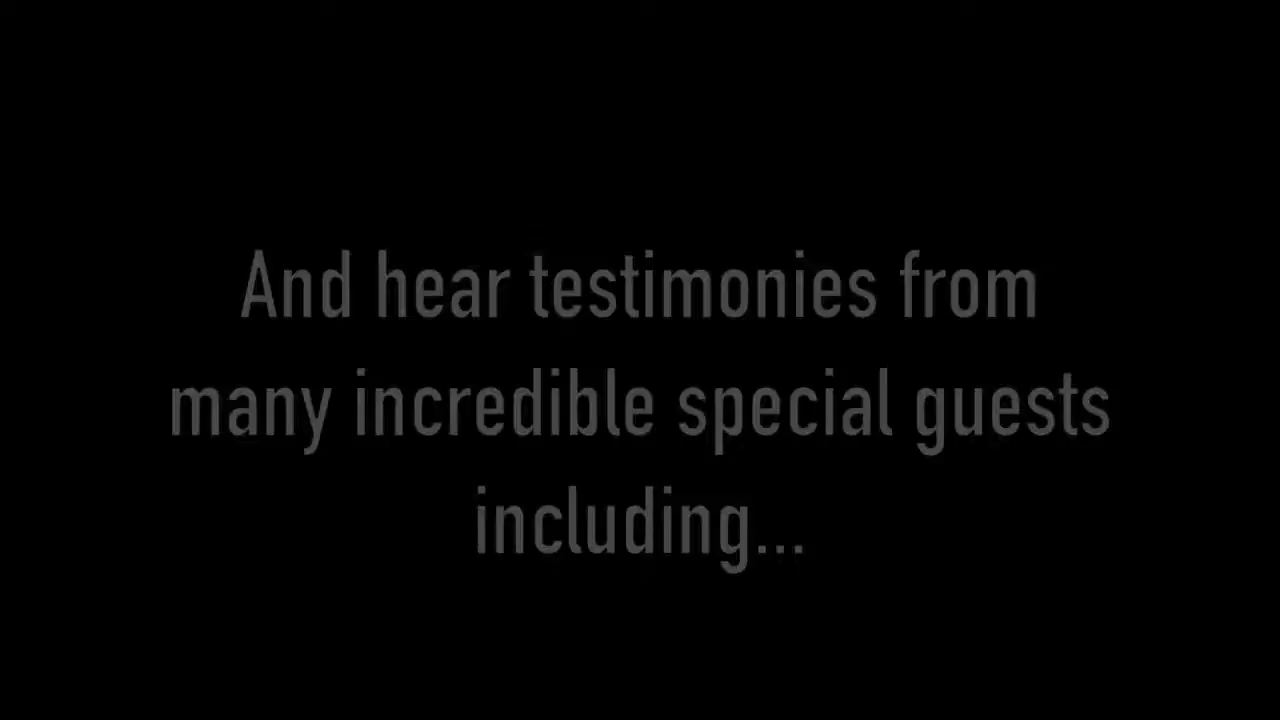 And hear testimonies from
many incredible special guests
including...